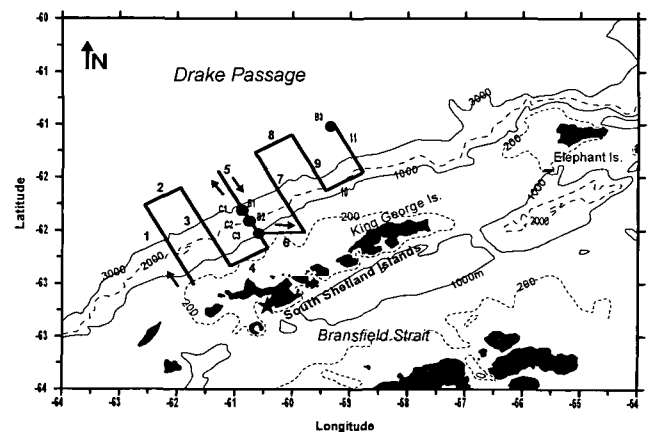 -60
-61
-61
-62
-62
-63
-63
-64
Latitude
N
Drake Passage
3000
200
Elephant Is.
B3
11
8
9
10
1000
7
5
2
1
3
C1
B1
C2
B2
C3
6
4
200
King George Is.
1000
2000
3000
2000
200
South Shetland Islands
1000m
200
Bransfield Strait
-64 -63 -62 -61 -60 -59 -58 -57 -56 -55 -54
Longitude